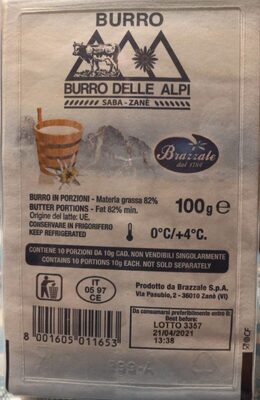 BURRO
BURRO DELLE ALPI
SABA-ZANÈ
Brazzale
dal 1784
BURRO IN PORZIONI - Materia grassa 82%
BUTTER PORTIONS - Fat 82% min.
Origine del latte: UE.
CONSERVARE IN FRIGORIFERO
KEEP REFRIGERATED
100g e
0°C/+4°C.
CONTIENE 10 PORZIONI DA 10g CAD. NON VENDIBILI SINGOLARMENTE
CONTAINS 10 PORTIONS 10g EACH. NOT SOLD SEPARATELY
IT
05 97
CE
Prodotto da Brazzale S.p.A.
Via Pasubio, 2 - 36010 Zanè (VI)
Da consumarsi preferibilmente entro il:
Best before:
LOTTO 3357
21/04/2021
13:38
8 001605 011653